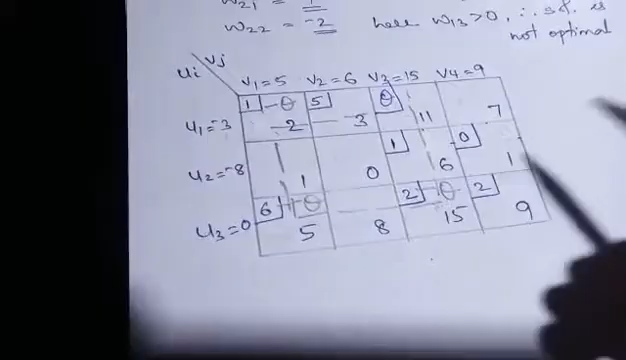 w₂₁ = 1
w₂₂ = -2 here w₁₃ > 0, ∴ sd. is
not optimal
ui vj
v₁=5 v₂=6 v₃=15 v₄=9
u₁=-3 1 -θ 2 5 3 θ 11 7
u₂=-8 1 0 1 6 0 1
u₃=0 6 +θ 5 8 2 -θ 15 2 9